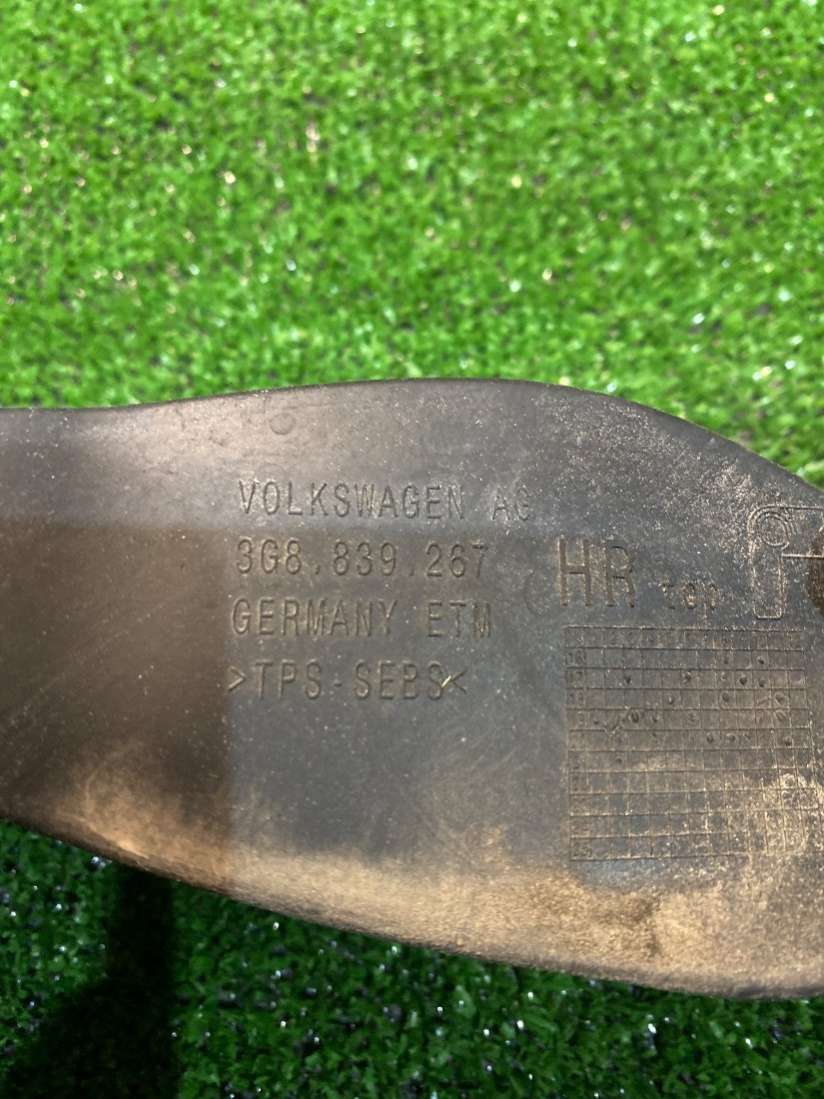 VOLKSWAGEN AG
3G8.839.267
GERMANY ETM
>TPS-SEBS<
HR top